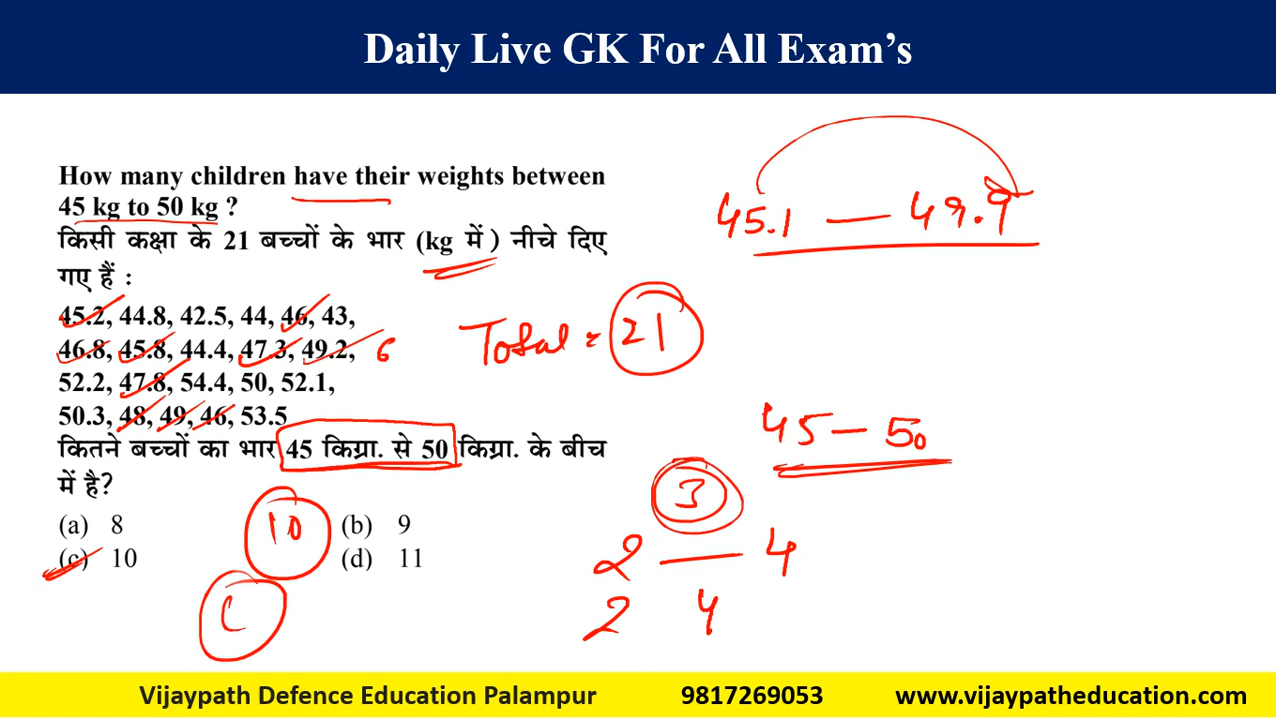 Daily Live GK For All Exam's
How many children have their weights between
45 kg to 50 kg ?
किसी कक्षा के 21 बच्चों के भार (kg में) नीचे दिए
गए हैं :
45.2, 44.8, 42.5, 44, 46, 43,
46.8, 45.8, 44.4, 47.3, 49.2, 6
52.2, 47.8, 54.4, 50, 52.1,
50.3, 48, 49, 46, 53.5
कितने बच्चों का भार 45 किग्रा. से 50 किग्रा. के बीच
में है?
(a) 8 (b) 9
(c) 10 (d) 11
10
C
45.1 — 49.9
Total = 21
45 — 50
3
2 — 4
2 4
Vijaypath Defence Education Palampur 9817269053 www.vijaypatheducation.com